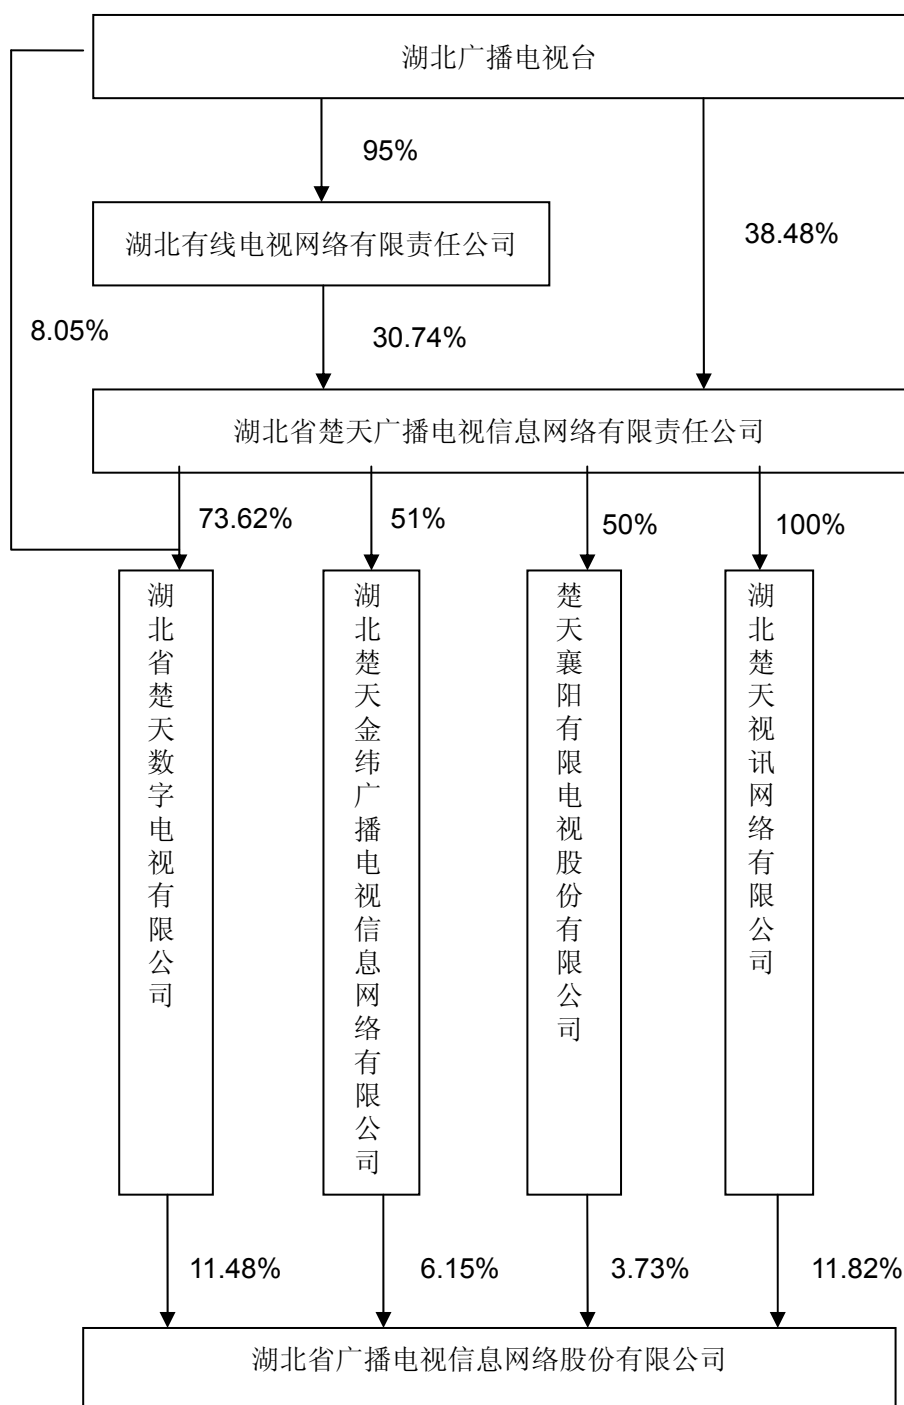 湖北广播电视台
95%
湖北有线电视网络有限责任公司
38.48%
8.05%
30.74%
湖北省楚天广播电视信息网络有限责任公司
73.62%
51%
50%
100%
湖北省楚天数字电视有限公司
湖北楚天金纬广播电视信息网络有限公司
楚天襄阳有限电视股份有限公司
湖北楚天视讯网络有限公司
11.48%
6.15%
3.73%
11.82%
湖北省广播电视信息网络股份有限公司